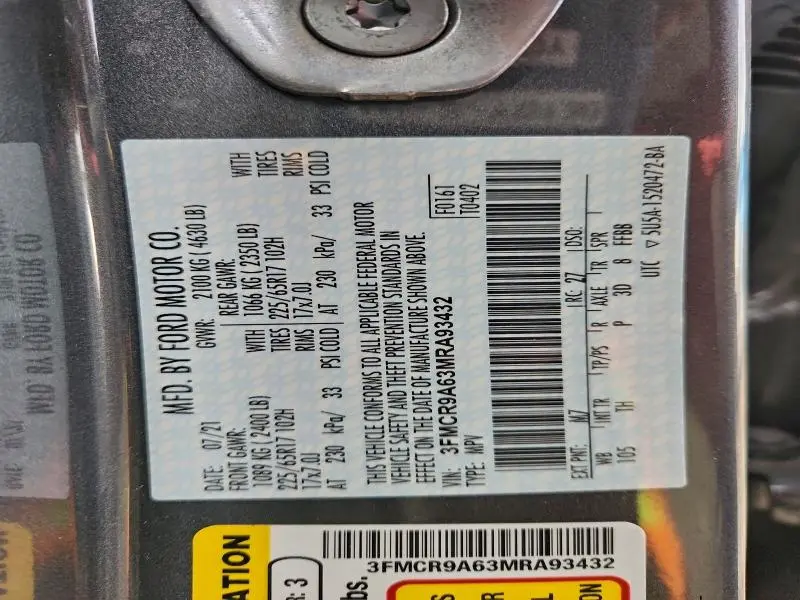 MFD. BY FORD MOTOR CO.
DATE: 07/21 GVWR: 2100 KG ( 4630 LB)
FRONT GAWR: REAR GAWR:
1089 KG ( 2400 LB) WITH 1066 KG ( 2350 LB) WITH
225/65R17 102H TIRES 225/65R17 102H TIRES
17x7.0J RIMS 17x7.0J RIMS
AT 230 kPa/ 33 PSI COLD AT 230 kPa/ 33 PSI COLD
THIS VEHICLE CONFORMS TO ALL APPLICABLE FEDERAL MOTOR
VEHICLE SAFETY AND THEFT PREVENTION STANDARDS IN
EFFECT ON THE DATE OF MANUFACTURE SHOWN ABOVE.
VIN: 3FMCR9A63MRA93432
TYPE: MPV
F0161
T0402
EXT PNT: M7 RC: 27 DSO:
WB INT TR TP/PS R AXLE TR SPR
105 TH P 3D 8 FFBB
UTC ▽ 5U5A-1520472-BA
ATION
R: 3
bs.
3FMCR9A63MRA93432
ON